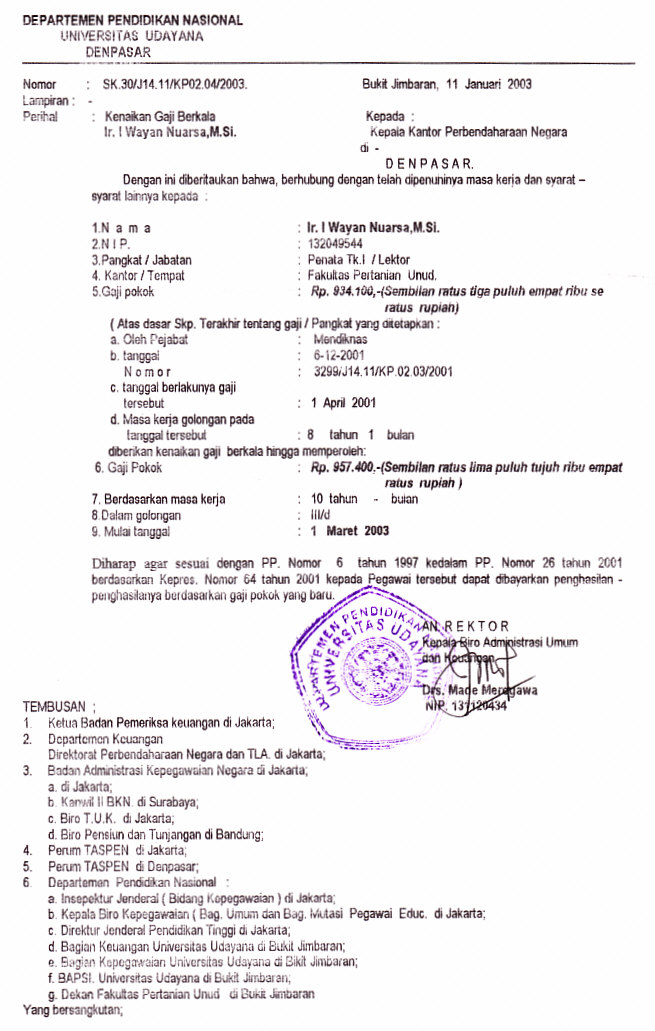 DEPARTEMEN PENDIDIKAN NASIONAL
UNIVERSITAS UDAYANA
DENPASAR
Nomor : SK.30/J14.11/KP02.04/2003. Bukit Jimbaran, 11 Januari 2003
Lampiran : -
Perihal : Kenaikan Gaji Berkala Kepada :
Ir. I Wayan Nuarsa,M.Si. Kepala Kantor Perbendaharaan Negara
di -
D E N P A S A R.
Dengan ini diberitaukan bahwa, berhubung dengan telah dipenuninya masa kerja dan syarat –
syarat lainnya kepada :
1.N a m a : Ir. I Wayan Nuarsa,M.Si.
2.N I P. : 132049544
3.Pangkat / Jabatan : Penata Tk.I / Lektor
4. Kantor / Tempat : Fakultas Pertanian Unud.
5.Gaji pokok : Rp. 934.100,-(Sembilan ratus tiga puluh empat ribu se
ratus rupiah)
( Atas dasar Skp. Terakhir tentang gaji / Pangkat yang ditetapkan :
a. Oleh Pejabat : Mendiknas
b. tanggal : 6-12-2001
N o m o r : 3299/J14.11/KP.02.03/2001
c. tanggal berlakunya gaji
tersebut : 1 April 2001
d. Masa kerja golongan pada
tanggal tersebut : 8 tahun 1 bulan
diberikan kenaikan gaji berkala hingga memperoleh:
6. Gaji Pokok : Rp. 957.400.-(Sembilan ratus lima puluh tujuh ribu empat
ratus rupiah )
7. Berdasarkan masa kerja : 10 tahun - bulan
8.Dalam golongan : III/d
9. Mulai tanggal : 1 Maret 2003
Diharap agar sesuai dengan PP. Nomor 6 tahun 1997 kedalam PP. Nomor 26 tahun 2001
berdasarkan Kepres. Nomor 64 tahun 2001 kepada Pegawai tersebut dapat dibayarkan penghasilan -
penghasilanya berdasarkan gaji pokok yang baru.
DEPARTEMEN PENDIDIKAN
UNIVERSITAS UDAYANA
AN. R E K T O R
Kepala Biro Administrasi Umum
dan Keuangan
Drs. Made Meregawa
NIP. 131120434
TEMBUSAN ;
1. Ketua Badan Pemeriksa keuangan di Jakarta;
2. Departemen Keuangan
Direktorat Perbendaharaan Negara dan TLA. di Jakarta;
3. Badan Administrasi Kepegawaian Negara di Jakarta;
a. di Jakarta;
b. Kanwil II BKN. di Surabaya;
c. Biro T.U.K. di Jakarta;
d. Biro Pensiun dan Tunjangan di Bandung;
4. Perum TASPEN di Jakarta;
5. Perum TASPEN di Denpasar;
6. Departemen Pendidikan Nasional :
a. Insepektur Jenderal ( Bidang Kepegawaian ) di Jakarta;
b. Kepala Biro Kepegawaian ( Bag. Umum dan Bag. Mutasi Pegawai Educ. di Jakarta;
c. Direktur Jenderal Pendidikan Tinggi di Jakarta;
d. Bagian Keuangan Universitas Udayana di Bukit Jimbaran;
e. Bagian Kepegawaian Universitas Udayana di Bikit Jimbaran;
f. BAPSI. Universitas Udayana di Bukit Jimbaran;
g. Dekan Fakultas Pertanian Unud di Bukit Jimbaran
Yang bersangkutan;